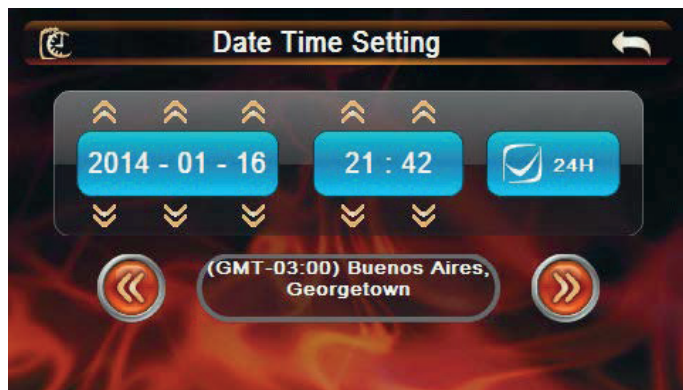 Date Time Setting
2014 - 01 - 16
21 : 42
24H
(GMT-03:00) Buenos Aires,
Georgetown